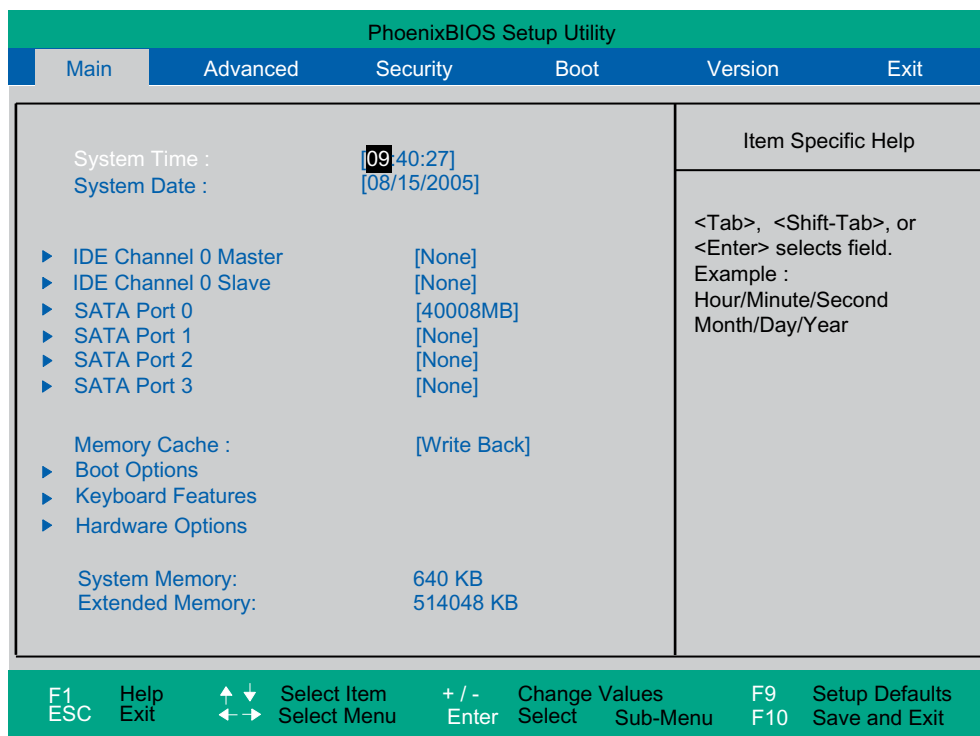 PhoenixBIOS Setup Utility
Main Advanced Security Boot Version Exit
System Time : [09:40:27]
System Date : [08/15/2005]
IDE Channel 0 Master [None]
IDE Channel 0 Slave [None]
SATA Port 0 [40008MB]
SATA Port 1 [None]
SATA Port 2 [None]
SATA Port 3 [None]
Memory Cache : [Write Back]
Boot Options
Keyboard Features
Hardware Options
System Memory: 640 KB
Extended Memory: 514048 KB
Item Specific Help
<Tab>, <Shift-Tab>, or
<Enter> selects field.
Example :
Hour/Minute/Second
Month/Day/Year
F1 Help Select Item + / - Change Values F9 Setup Defaults
ESC Exit Select Menu Enter Select Sub-Menu F10 Save and Exit